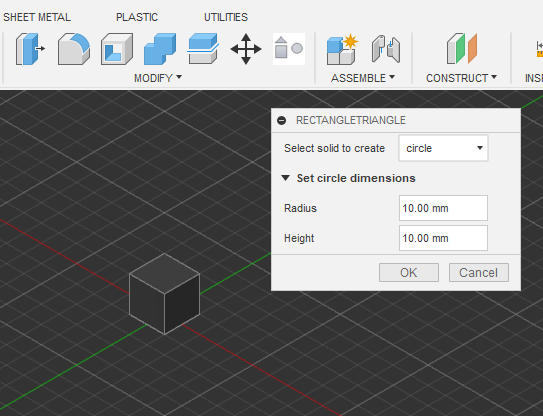 SHEET METAL PLASTIC UTILITIES
MODIFY ASSEMBLE CONSTRUCT INSP
RECTANGLETRIANGLE
Select solid to create circle
Set circle dimensions
Radius 10.00 mm
Height 10.00 mm
OK Cancel